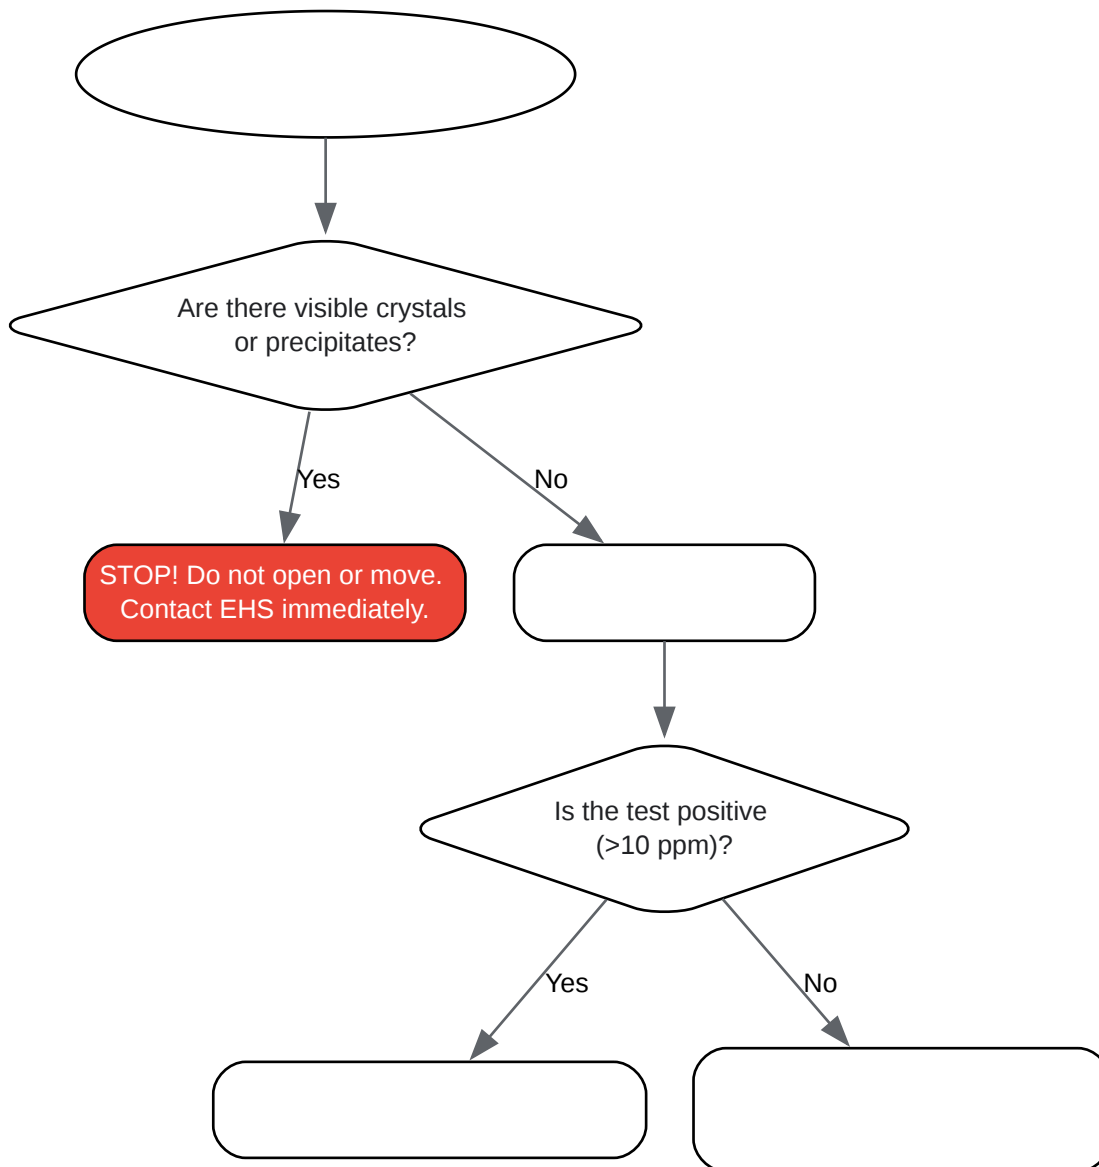 Are there visible crystals
or precipitates?
Yes
No
STOP! Do not open or move.
Contact EHS immediately.
Is the test positive
(>10 ppm)?
Yes
No